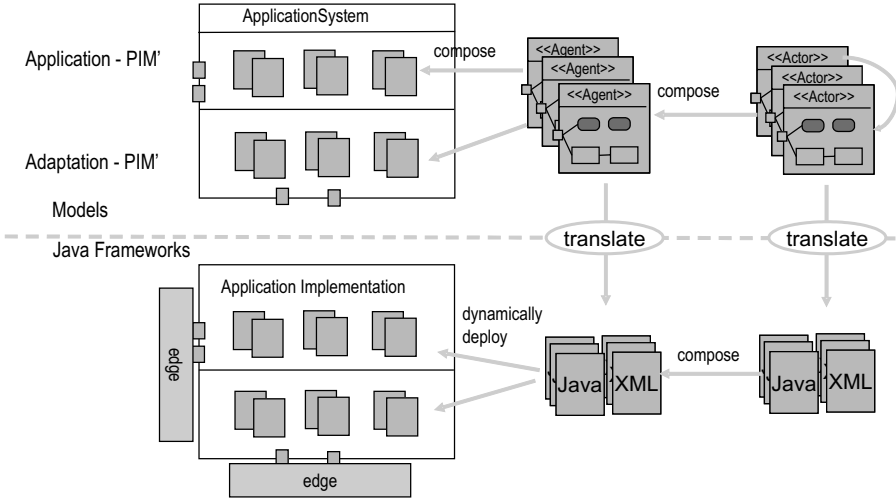 ApplicationSystem
Application - PIM'
compose
<<Agent>>
<<Agent>>
<<Agent>>
compose
<<Actor>>
<<Actor>>
<<Actor>>
Adaptation - PIM'
Models
translate
translate
Java Frameworks
Application Implementation
edge
dynamically
deploy
Java
XML
compose
Java
XML
edge